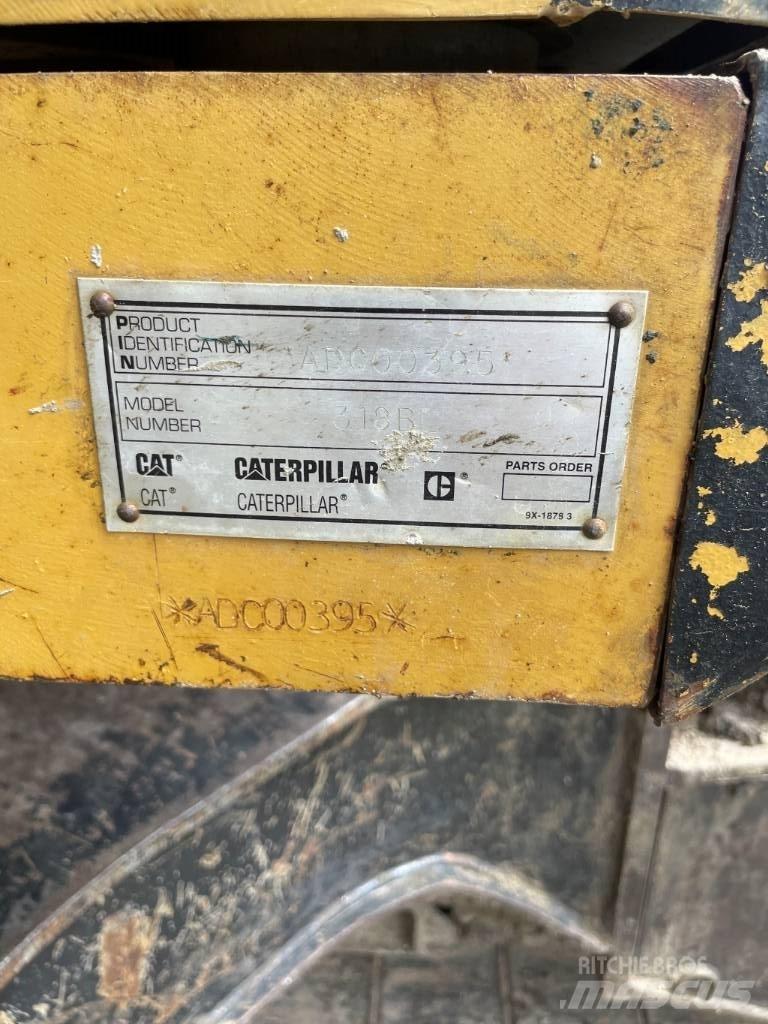 PRODUCT
IDENTIFICATION
NUMBER ADC00395
MODEL
NUMBER 318B
CAT® CATERPILLAR® ®
CAT® CATERPILLAR®
PARTS ORDER
9X-1878 3
*ADC00395*
RITCHIE BROS
MASCUS